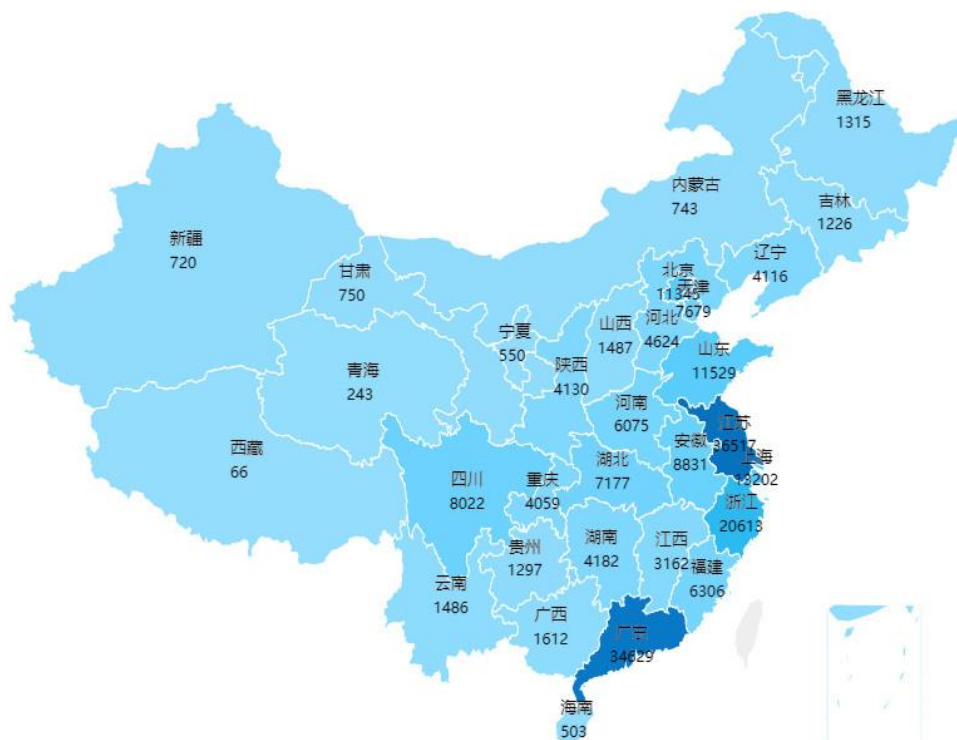 黑龙江
1315
内蒙古
743
吉林
1226
新疆
720
辽宁
4116
甘肃
750
北京
11345
天津
7679
河北
4624
山西
1487
宁夏
550
山东
11529
青海
243
陕西
4130
河南
6075
江苏
36517
安徽
8831
上海
13202
西藏
66
四川
8022
重庆
4059
湖北
7177
浙江
20613
贵州
1297
湖南
4182
江西
3162
福建
6306
云南
1486
广西
1612
广东
34629
海南
503